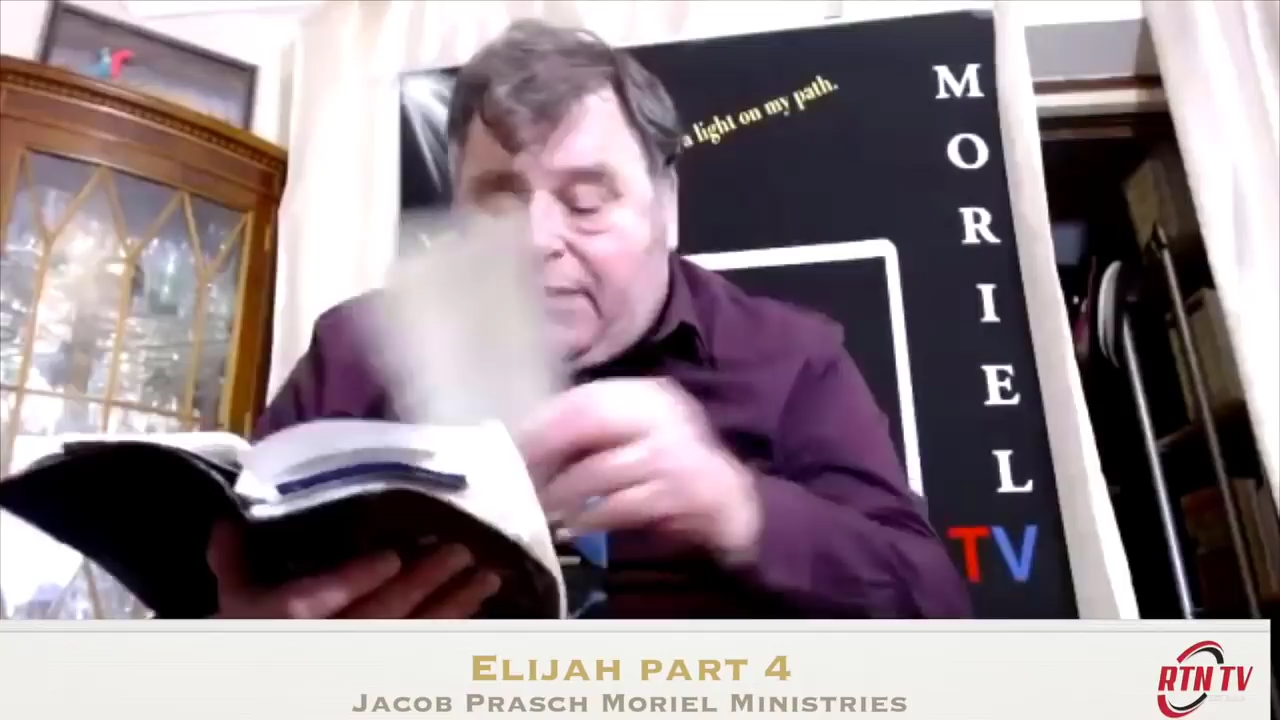 a light on my path.
MORIEL
TV
ELIJAH PART 4
JACOB PRASCH MORIEL MINISTRIES
RTN TV